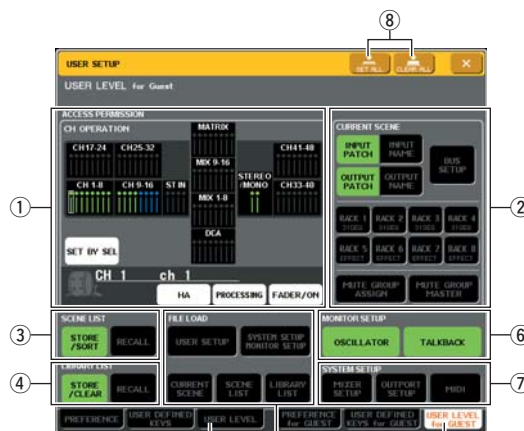 ⑧
USER SETUP
SET ALL
CLEAR ALL
×
USER LEVEL for Guest
ACCESS PERMISSION
CH OPERATION
MATRIX
CH17-24
CH25-32
CH41-48
MIX 9-16
CH 1-8
CH 9-16
ST IN
STEREO
/MONO
CH33-40
MIX 1-8
DCA
SET BY SEL
CH 1
ch 1
HA
PROCESSING
FADER/ON
①
CURRENT SCENE
INPUT
PATCH
INPUT
NAME
OUTPUT
PATCH
OUTPUT
NAME
BUS
SETUP
RACK 1
31GEQ
RACK 2
31GEQ
RACK 3
31GEQ
RACK 4
31GEQ
RACK 5
EFFECT
RACK 6
EFFECT
RACK 7
EFFECT
RACK 8
EFFECT
MUTE GROUP
ASSIGN
MUTE GROUP
MASTER
②
③
SCENE LIST
STORE
/SORT
RECALL
④
LIBRARY LIST
STORE
/CLEAR
RECALL
FILE LOAD
USER SETUP
SYSTEM SETUP
MONITOR SETUP
CURRENT
SCENE
SCENE
LIST
LIBRARY
LIST
MONITOR SETUP
OSCILLATOR
TALKBACK
⑥
SYSTEM SETUP
MIXER
SETUP
OUTPORT
SETUP
MIDI
⑦
PREFERENCE
USER DEFINED
KEYS
USER LEVEL
PREFERENCE
for GUEST
USER DEFINED
KEYS for GUEST
USER LEVEL
for GUEST